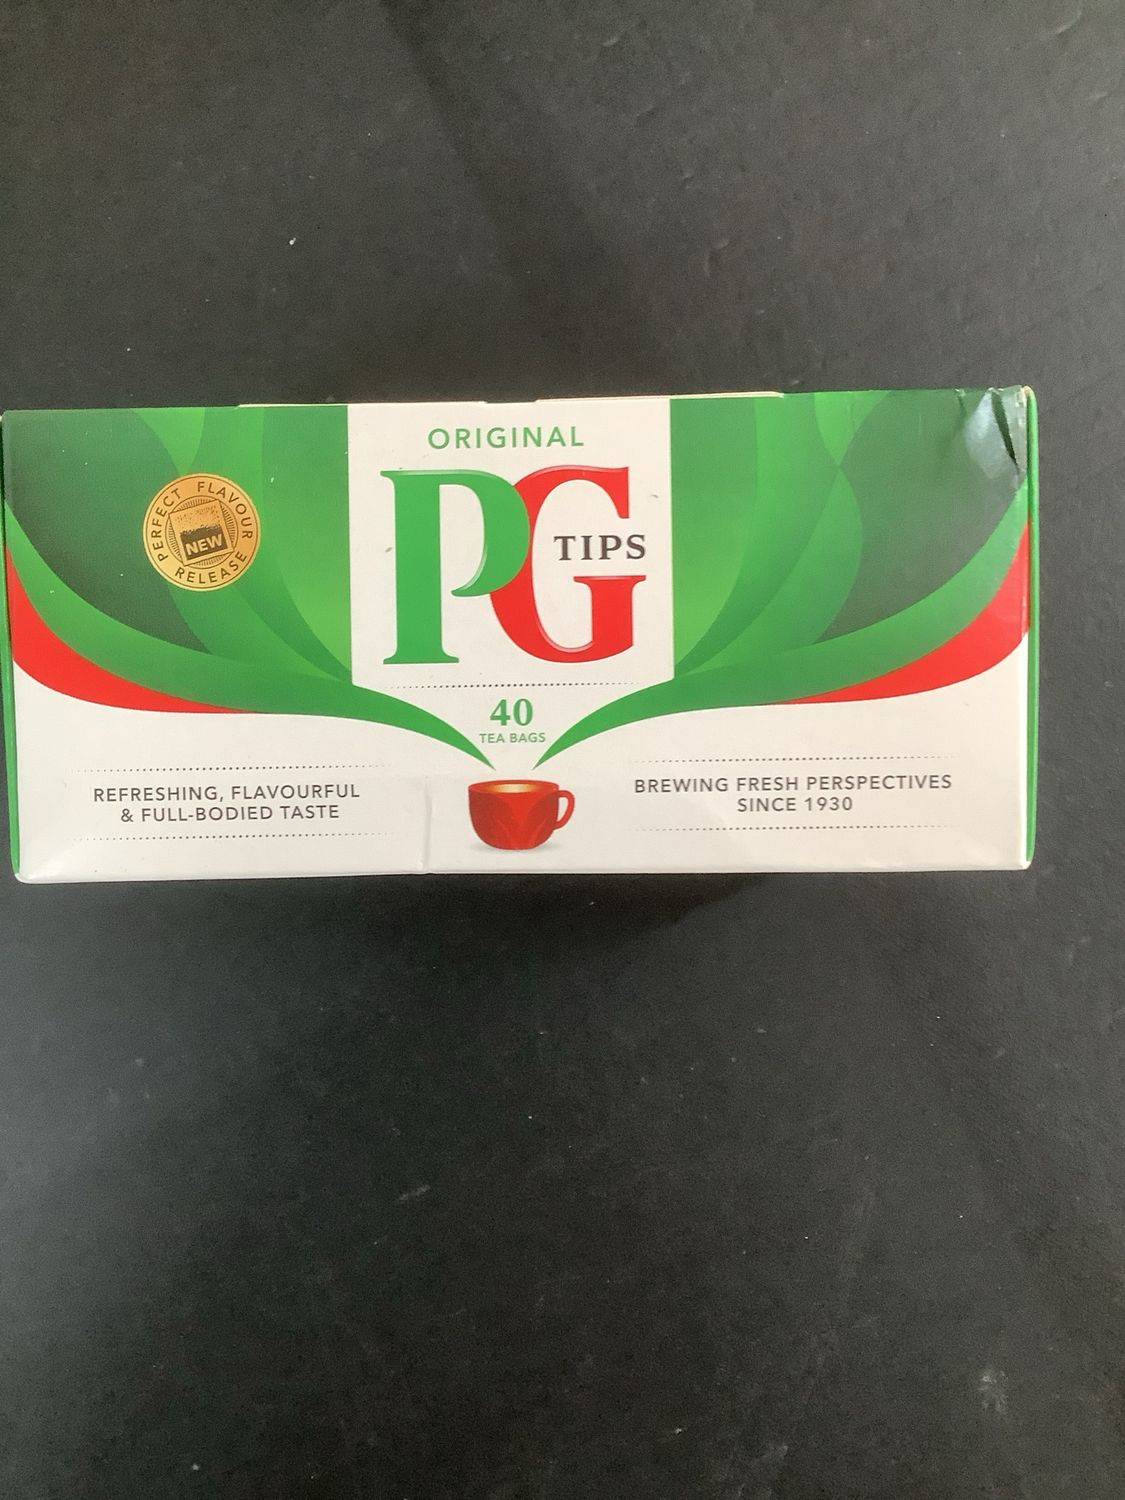 ORIGINAL
PG
TIPS
PERFECT FLAVOUR
NEW
RELEASE
40
TEA BAGS
REFRESHING, FLAVOURFUL
& FULL-BODIED TASTE
BREWING FRESH PERSPECTIVES
SINCE 1930